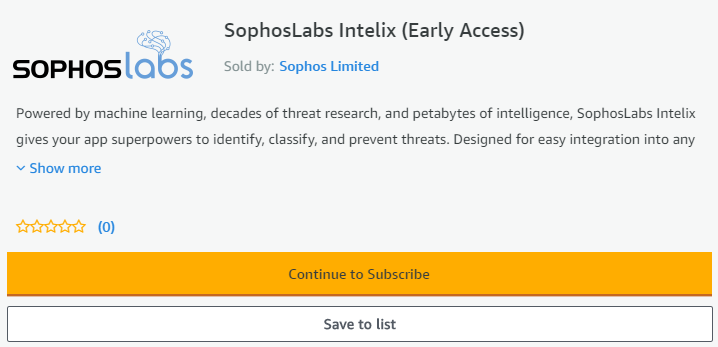 SophosLabs Intelix (Early Access)
SOPHOSlabs
Sold by: Sophos Limited
Powered by machine learning, decades of threat research, and petabytes of intelligence, SophosLabs Intelix
gives your app superpowers to identify, classify, and prevent threats. Designed for easy integration into any
Show more
(0)
Continue to Subscribe
Save to list